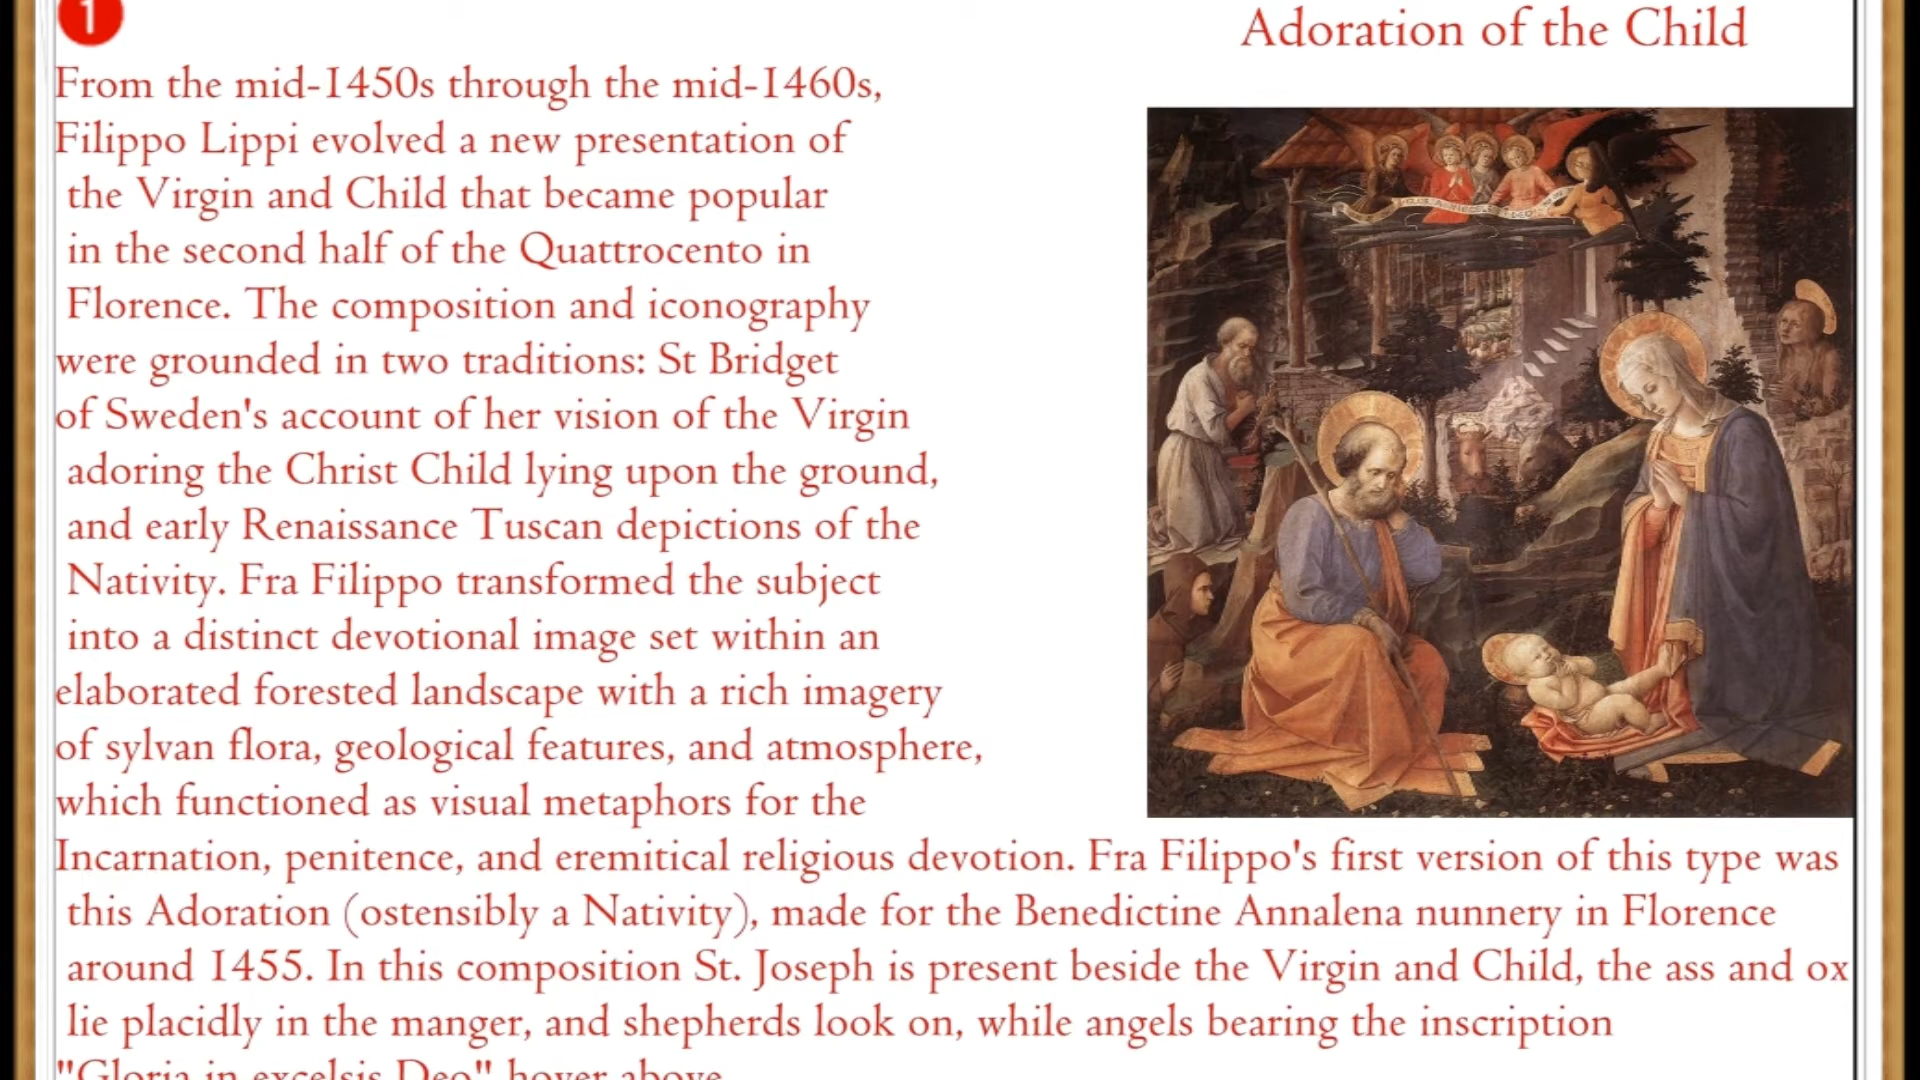 1
Adoration of the Child
From the mid-1450s through the mid-1460s,
Filippo Lippi evolved a new presentation of
the Virgin and Child that became popular
in the second half of the Quattrocento in
Florence. The composition and iconography
were grounded in two traditions: St Bridget
of Sweden's account of her vision of the Virgin
adoring the Christ Child lying upon the ground,
and early Renaissance Tuscan depictions of the
Nativity. Fra Filippo transformed the subject
into a distinct devotional image set within an
elaborated forested landscape with a rich imagery
of sylvan flora, geological features, and atmosphere,
which functioned as visual metaphors for the
Incarnation, penitence, and eremitical religious devotion. Fra Filippo's first version of this type was
this Adoration (ostensibly a Nativity), made for the Benedictine Annalena nunnery in Florence
around 1455. In this composition St. Joseph is present beside the Virgin and Child, the ass and ox
lie placidly in the manger, and shepherds look on, while angels bearing the inscription
"Gloria in excelsis Deo" hover above